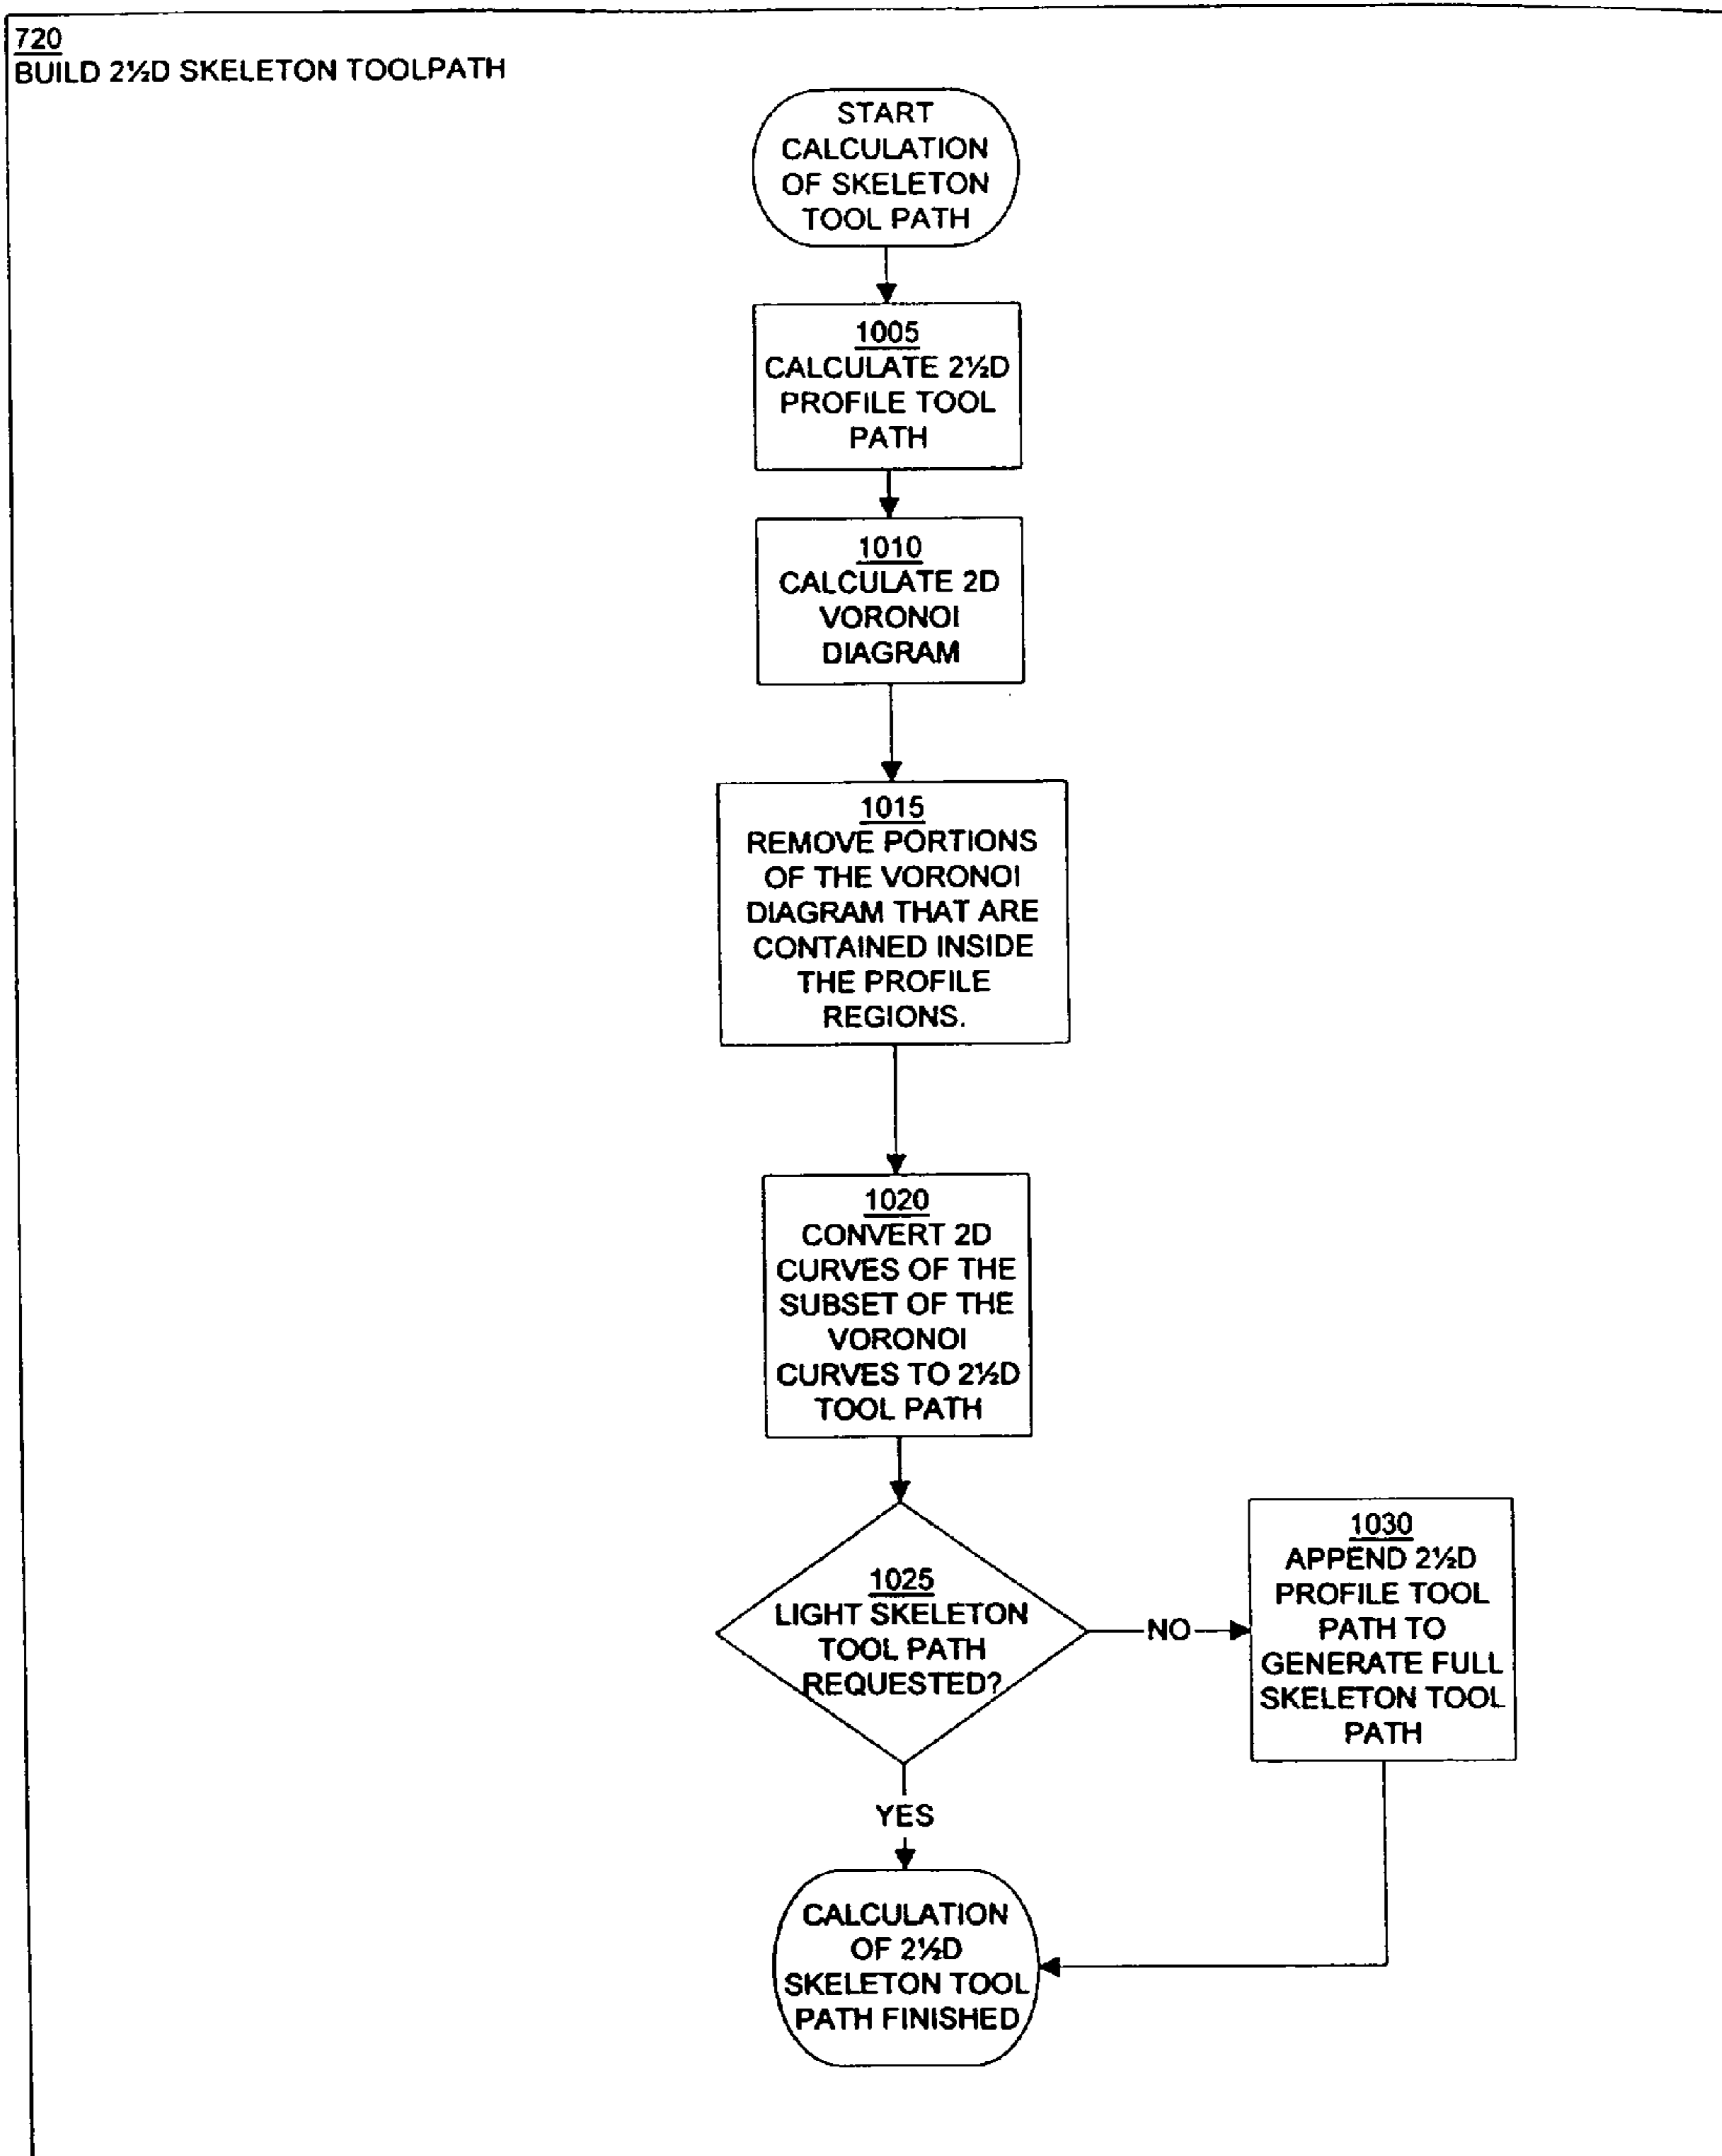 720
BUILD 2½D SKELETON TOOLPATH
START
CALCULATION
OF SKELETON
TOOL PATH
1005
CALCULATE 2½D
PROFILE TOOL
PATH
1010
CALCULATE 2D
VORONOI
DIAGRAM
1015
REMOVE PORTIONS
OF THE VORONOI
DIAGRAM THAT ARE
CONTAINED INSIDE
THE PROFILE
REGIONS.
1020
CONVERT 2D
CURVES OF THE
SUBSET OF THE
VORONOI
CURVES TO 2½D
TOOL PATH
1025
LIGHT SKELETON
TOOL PATH
REQUESTED?
NO
1030
APPEND 2½D
PROFILE TOOL
PATH TO
GENERATE FULL
SKELETON TOOL
PATH
YES
CALCULATION
OF 2½D
SKELETON TOOL
PATH FINISHED